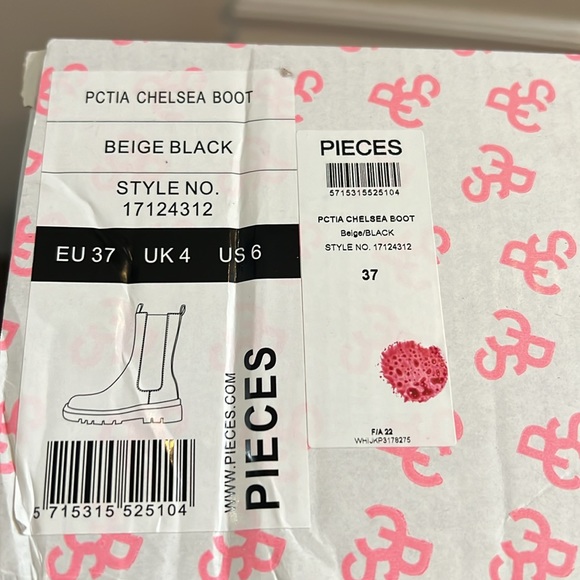 PCTIA CHELSEA BOOT
BEIGE BLACK
STYLE NO.
17124312
EU 37 UK 4 US 6
WWW.PIECES.COM
PIECES
5 715315 525104
PIECES
5715315525104
PCTIA CHELSEA BOOT
Beige/BLACK
STYLE NO. 17124312
37
F/A 22
WHIJKP3178275